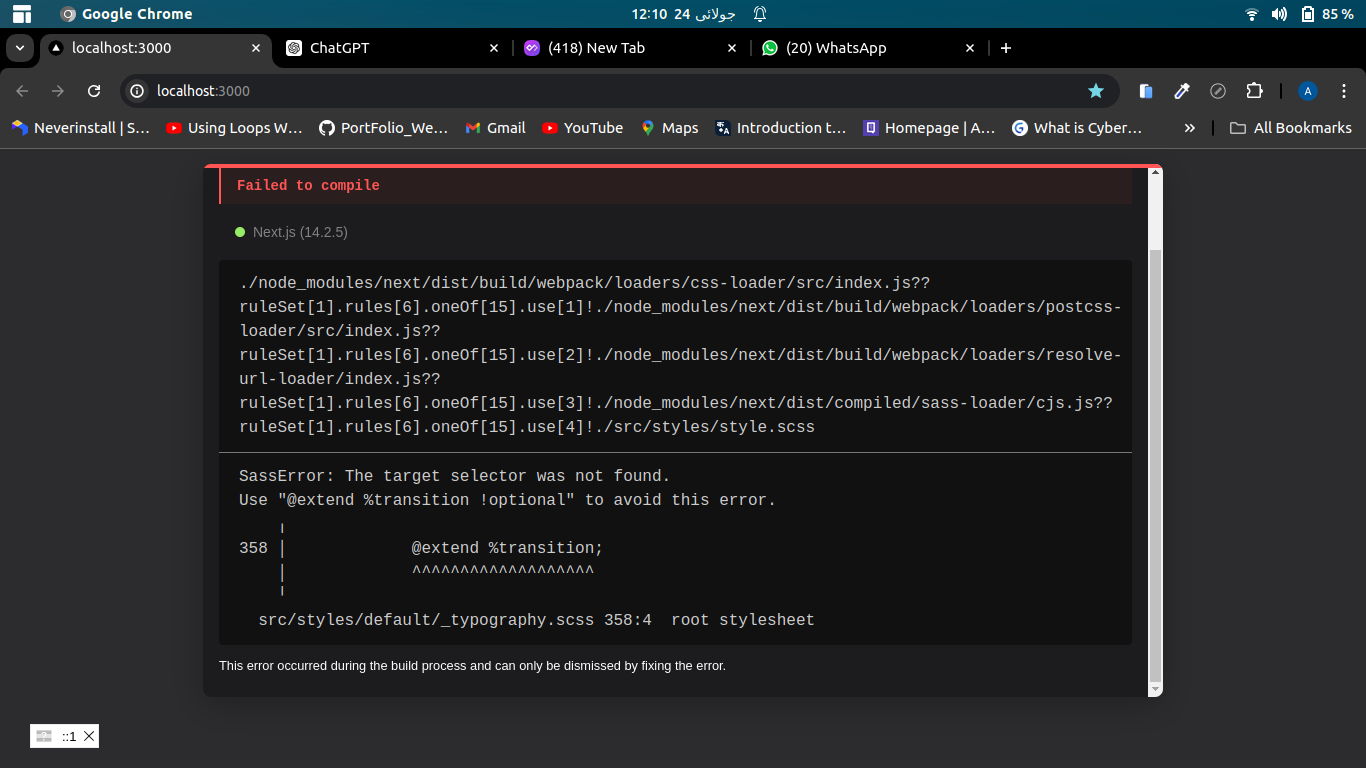 Google Chrome
12:10 24 جولائی
85 %
localhost:3000
ChatGPT
(418) New Tab
(20) WhatsApp
localhost:3000
A
Neverinstall | S...
Using Loops W...
PortFolio_We...
Gmail
YouTube
Maps
Introduction t...
Homepage | A...
What is Cyber...
All Bookmarks
Failed to compile
Next.js (14.2.5)
./node_modules/next/dist/build/webpack/loaders/css-loader/src/index.js??
ruleSet[1].rules[6].oneOf[15].use[1]!./node_modules/next/dist/build/webpack/loaders/postcss-
loader/src/index.js??
ruleSet[1].rules[6].oneOf[15].use[2]!./node_modules/next/dist/build/webpack/loaders/resolve-
url-loader/index.js??
ruleSet[1].rules[6].oneOf[15].use[3]!./node_modules/next/dist/compiled/sass-loader/cjs.js??
ruleSet[1].rules[6].oneOf[15].use[4]!./src/styles/style.scss
SassError: The target selector was not found.
Use "@extend %transition !optional" to avoid this error.
358 │ @extend %transition;
│ ^^^^^^^^^^^^^^^^^^^
src/styles/default/_typography.scss 358:4 root stylesheet
This error occurred during the build process and can only be dismissed by fixing the error.
::1